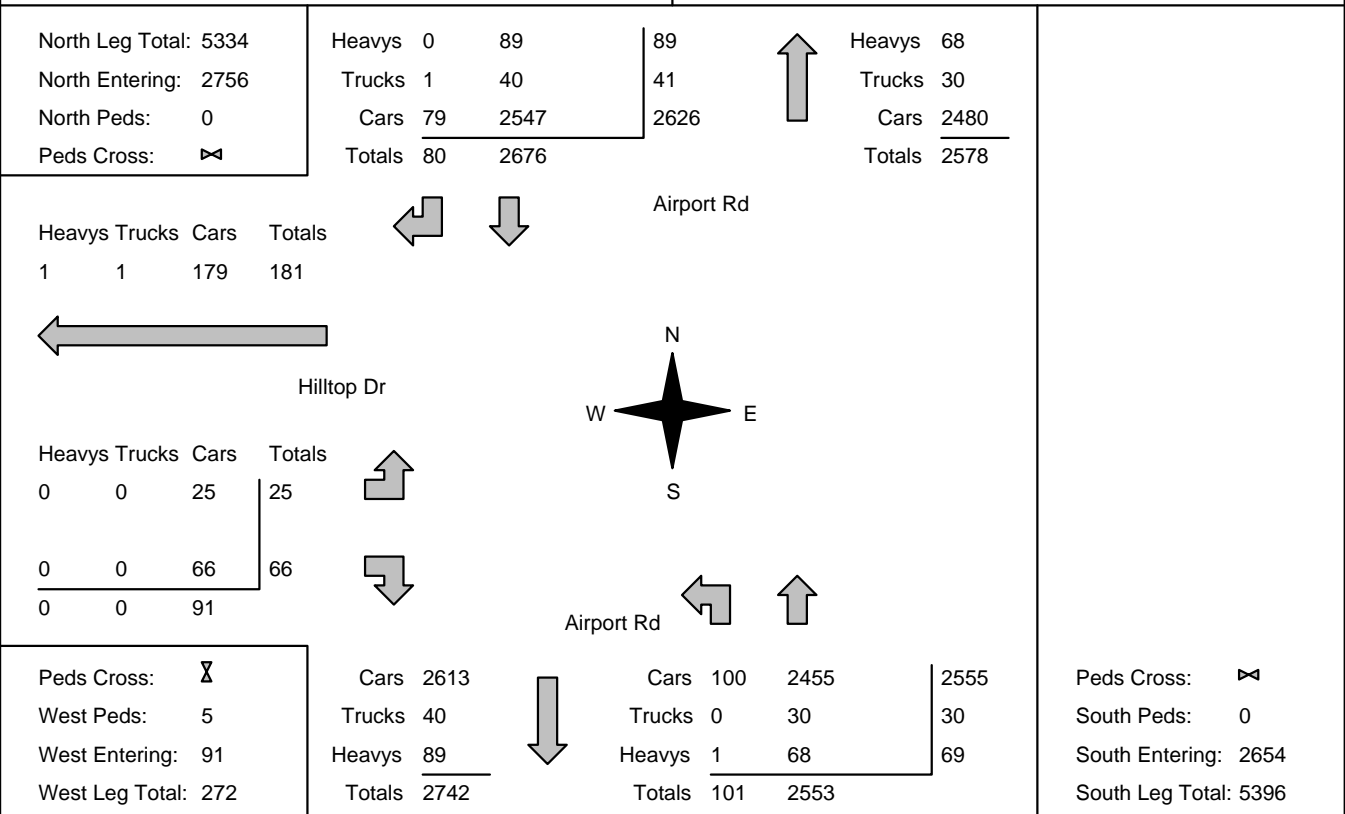 North Leg Total: 5334
North Entering: 2756
North Peds: 0
Peds Cross:
Heavys 0 89 89
Trucks 1 40 41
Cars 79 2547 2626
Totals 80 2676
Heavys 68
Trucks 30
Cars 2480
Totals 2578
Airport Rd
Heavys Trucks Cars Totals
1 1 179 181
Hilltop Dr
N
W E
S
Heavys Trucks Cars Totals
0 0 25 25
0 0 66 66
0 0 91
Airport Rd
Peds Cross:
West Peds: 5
West Entering: 91
West Leg Total: 272
Cars 2613
Trucks 40
Heavys 89
Totals 2742
Cars 100 2455 2555
Trucks 0 30 30
Heavys 1 68 69
Totals 101 2553
Peds Cross:
South Peds: 0
South Entering: 2654
South Leg Total: 5396